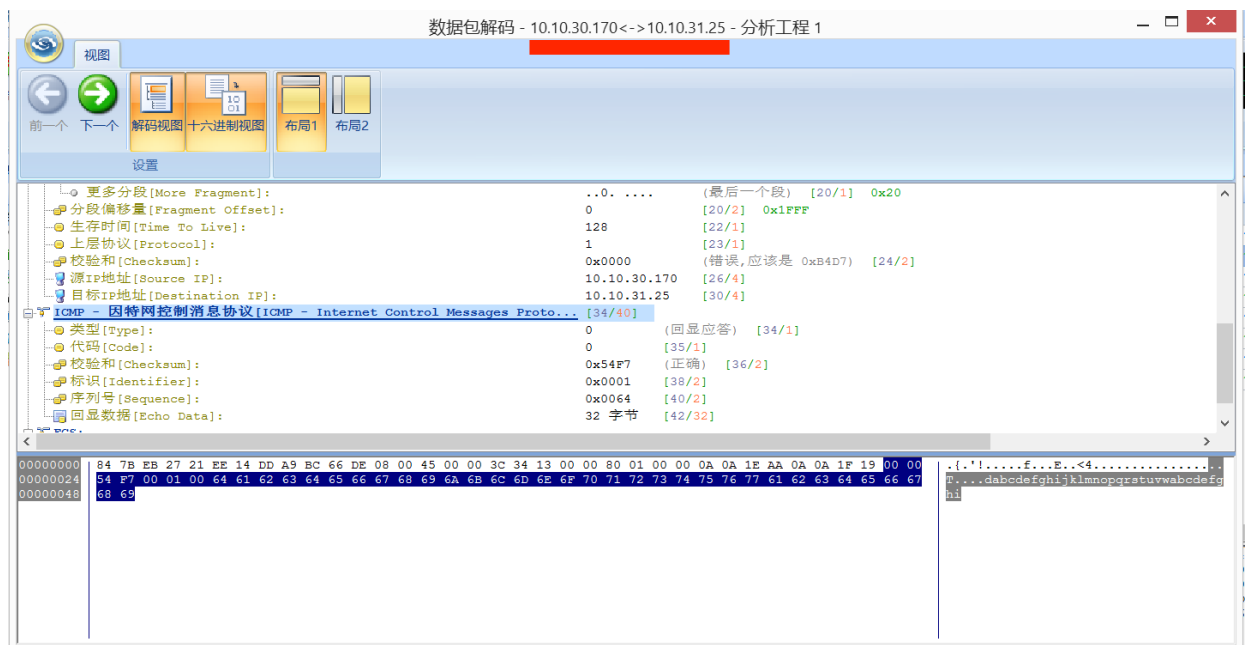 数据包解码 - 10.10.30.170<->10.10.31.25 - 分析工程 1
视图
前一个 下一个 解码视图 十六进制视图 布局1 布局2
设置
更多分段[More Fragment]: ..0. .... (最后一个段) [20/1] 0x20
分段偏移量[Fragment Offset]: 0 [20/2] 0x1FFF
生存时间[Time To Live]: 128 [22/1]
上层协议[Protocol]: 1 [23/1]
校验和[Checksum]: 0x0000 (错误,应该是 0xB4D7) [24/2]
源IP地址[Source IP]: 10.10.30.170 [26/4]
目标IP地址[Destination IP]: 10.10.31.25 [30/4]
ICMP - 因特网控制消息协议[ICMP - Internet Control Messages Proto... [34/40]
类型[Type]: 0 (回显应答) [34/1]
代码[Code]: 0 [35/1]
校验和[Checksum]: 0x54F7 (正确) [36/2]
标识[Identifier]: 0x0001 [38/2]
序列号[Sequence]: 0x0064 [40/2]
回显数据[Echo Data]: 32 字节 [42/32]
FCS:
00000000 84 7B EB 27 21 EE 14 DD A9 BC 66 DE 08 00 45 00 00 3C 34 13 00 00 80 01 00 00 0A 0A 1E AA 0A 0A 1F 19 00 00 .{.'!.....f...E..<4.................
00000024 54 F7 00 01 00 64 61 62 63 64 65 66 67 68 69 6A 6B 6C 6D 6E 6F 70 71 72 73 74 75 76 77 61 62 63 64 65 66 67 T....dabcdefghijklmnopqrstuvwabcdefg
00000048 68 69 hi